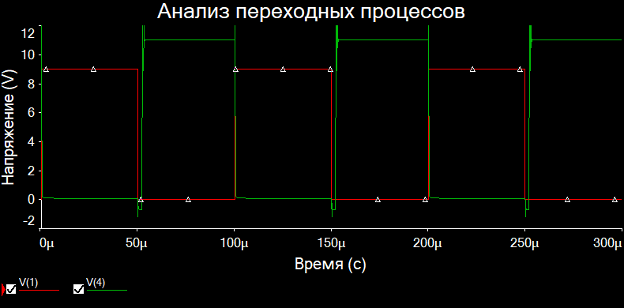 Анализ переходных процессов
Напряжение (V)
12
10
8
6
4
2
0
-2
0µ
50µ
100µ
150µ
200µ
250µ
300µ
Время (с)
V(1)
V(4)